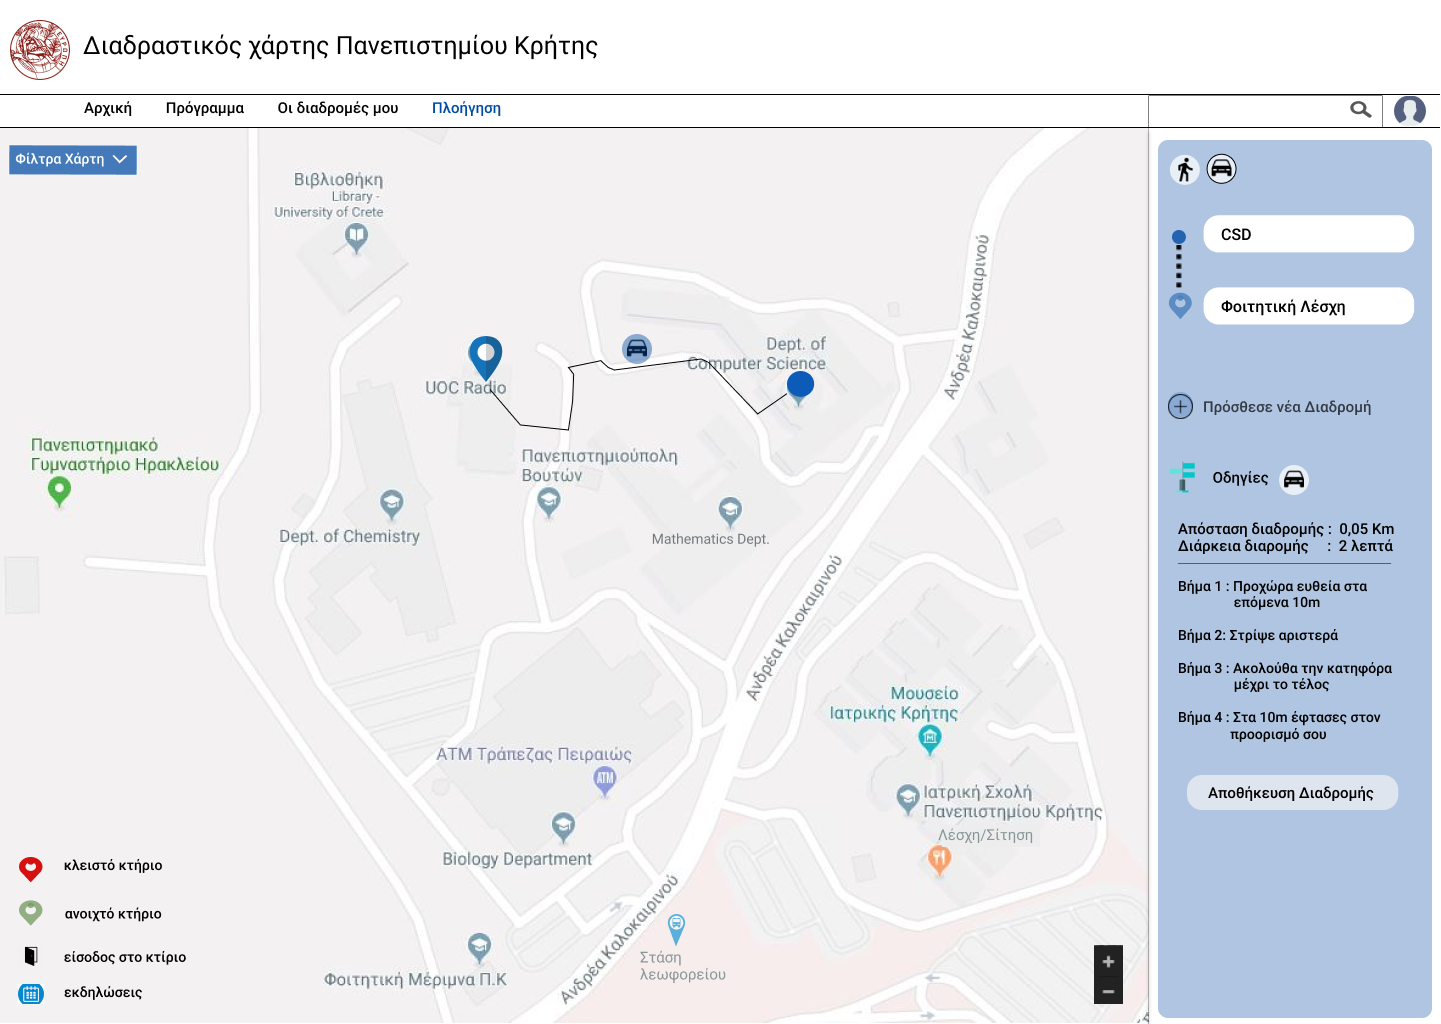 Διαδραστικός χάρτης Πανεπιστημίου Κρήτης
Αρχική
Πρόγραμμα
Οι διαδρομές μου
Πλοήγηση
Φίλτρα Χάρτη
Βιβλιοθήκη
Library -
University of Crete
Dept. of
Computer Science
UOC Radio
Ανδρέα Καλοκαιρινού
Πανεπιστημιακό
Γυμναστήριο Ηρακλείου
Πανεπιστημιούπολη
Βουτών
Dept. of Chemistry
Mathematics Dept.
Ανδρέα Καλοκαιρινού
Μουσείο
Ιατρικής Κρήτης
ATM Τράπεζας Πειραιώς
ATM
Ιατρική Σχολή
Πανεπιστημίου Κρήτης
Λέσχη/Σίτηση
Biology Department
Ανδρέα Καλοκαιρινού
Φοιτητική Μέριμνα Π.Κ
Στάση
λεωφορείου
κλειστό κτήριο
ανοιχτό κτήριο
είσοδος στο κτίριο
εκδηλώσεις
+
−
CSD
Φοιτητική Λέσχη
Πρόσθεσε νέα Διαδρομή
Οδηγίες
Απόσταση διαδρομής : 0,05 Km
Διάρκεια διαρομής : 2 λεπτά
Βήμα 1 : Προχώρα ευθεία στα
επόμενα 10m
Βήμα 2: Στρίψε αριστερά
Βήμα 3 : Ακολούθα την κατηφόρα
μέχρι το τέλος
Βήμα 4 : Στα 10m έφτασες στον
προορισμό σου
Αποθήκευση Διαδρομής